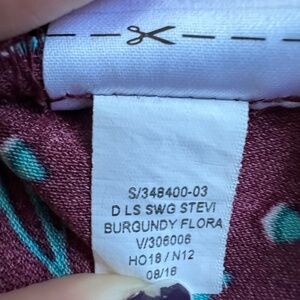 S/348400-03
D LS SWG STEVI
BURGUNDY FLORA
V/306006
HO18 / N12
08/18